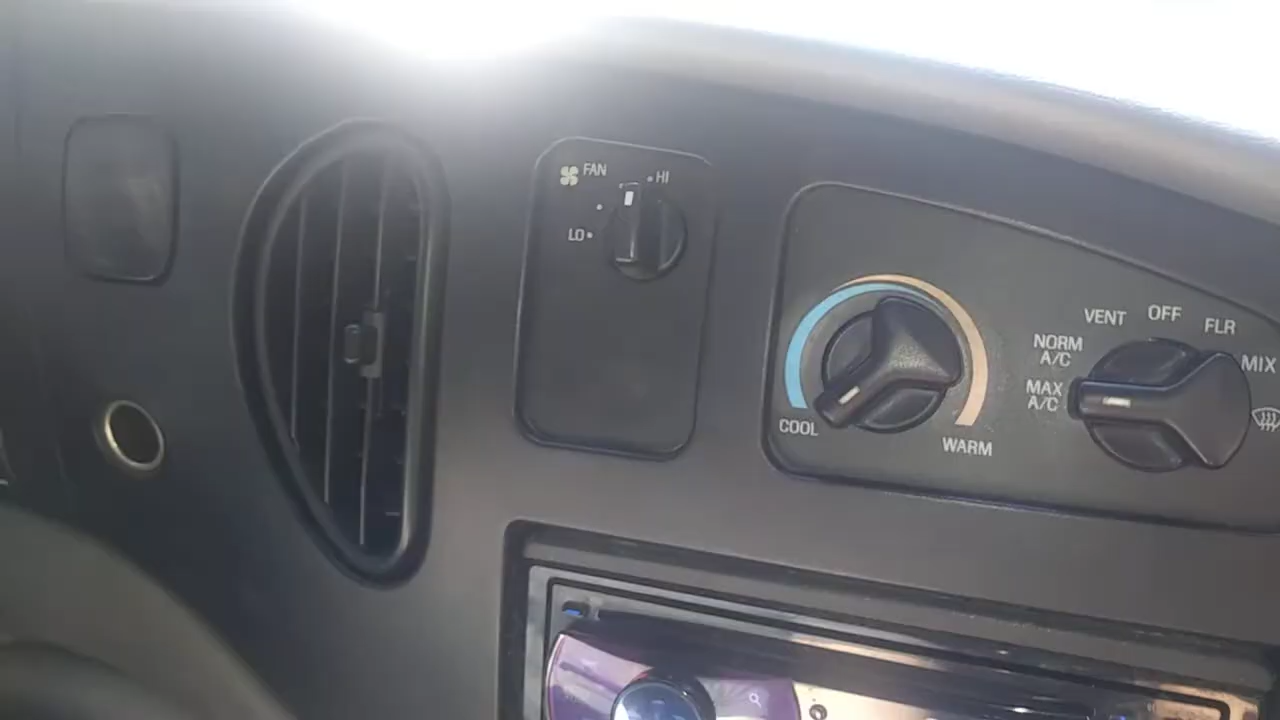 FAN
HI
LO
COOL
WARM
MAX
A/C
NORM
A/C
VENT
OFF
FLR
MIX